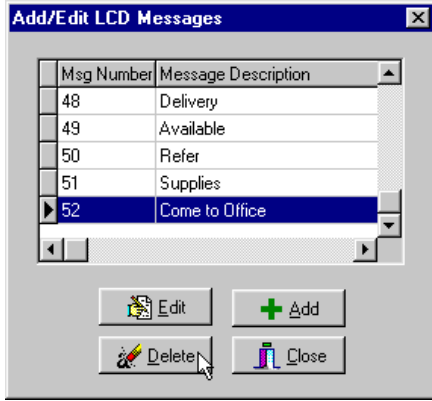 Add/Edit LCD Messages
Msg Number Message Description
48 Delivery
49 Available
50 Refer
51 Supplies
52 Come to Office
Edit Add
Delete Close